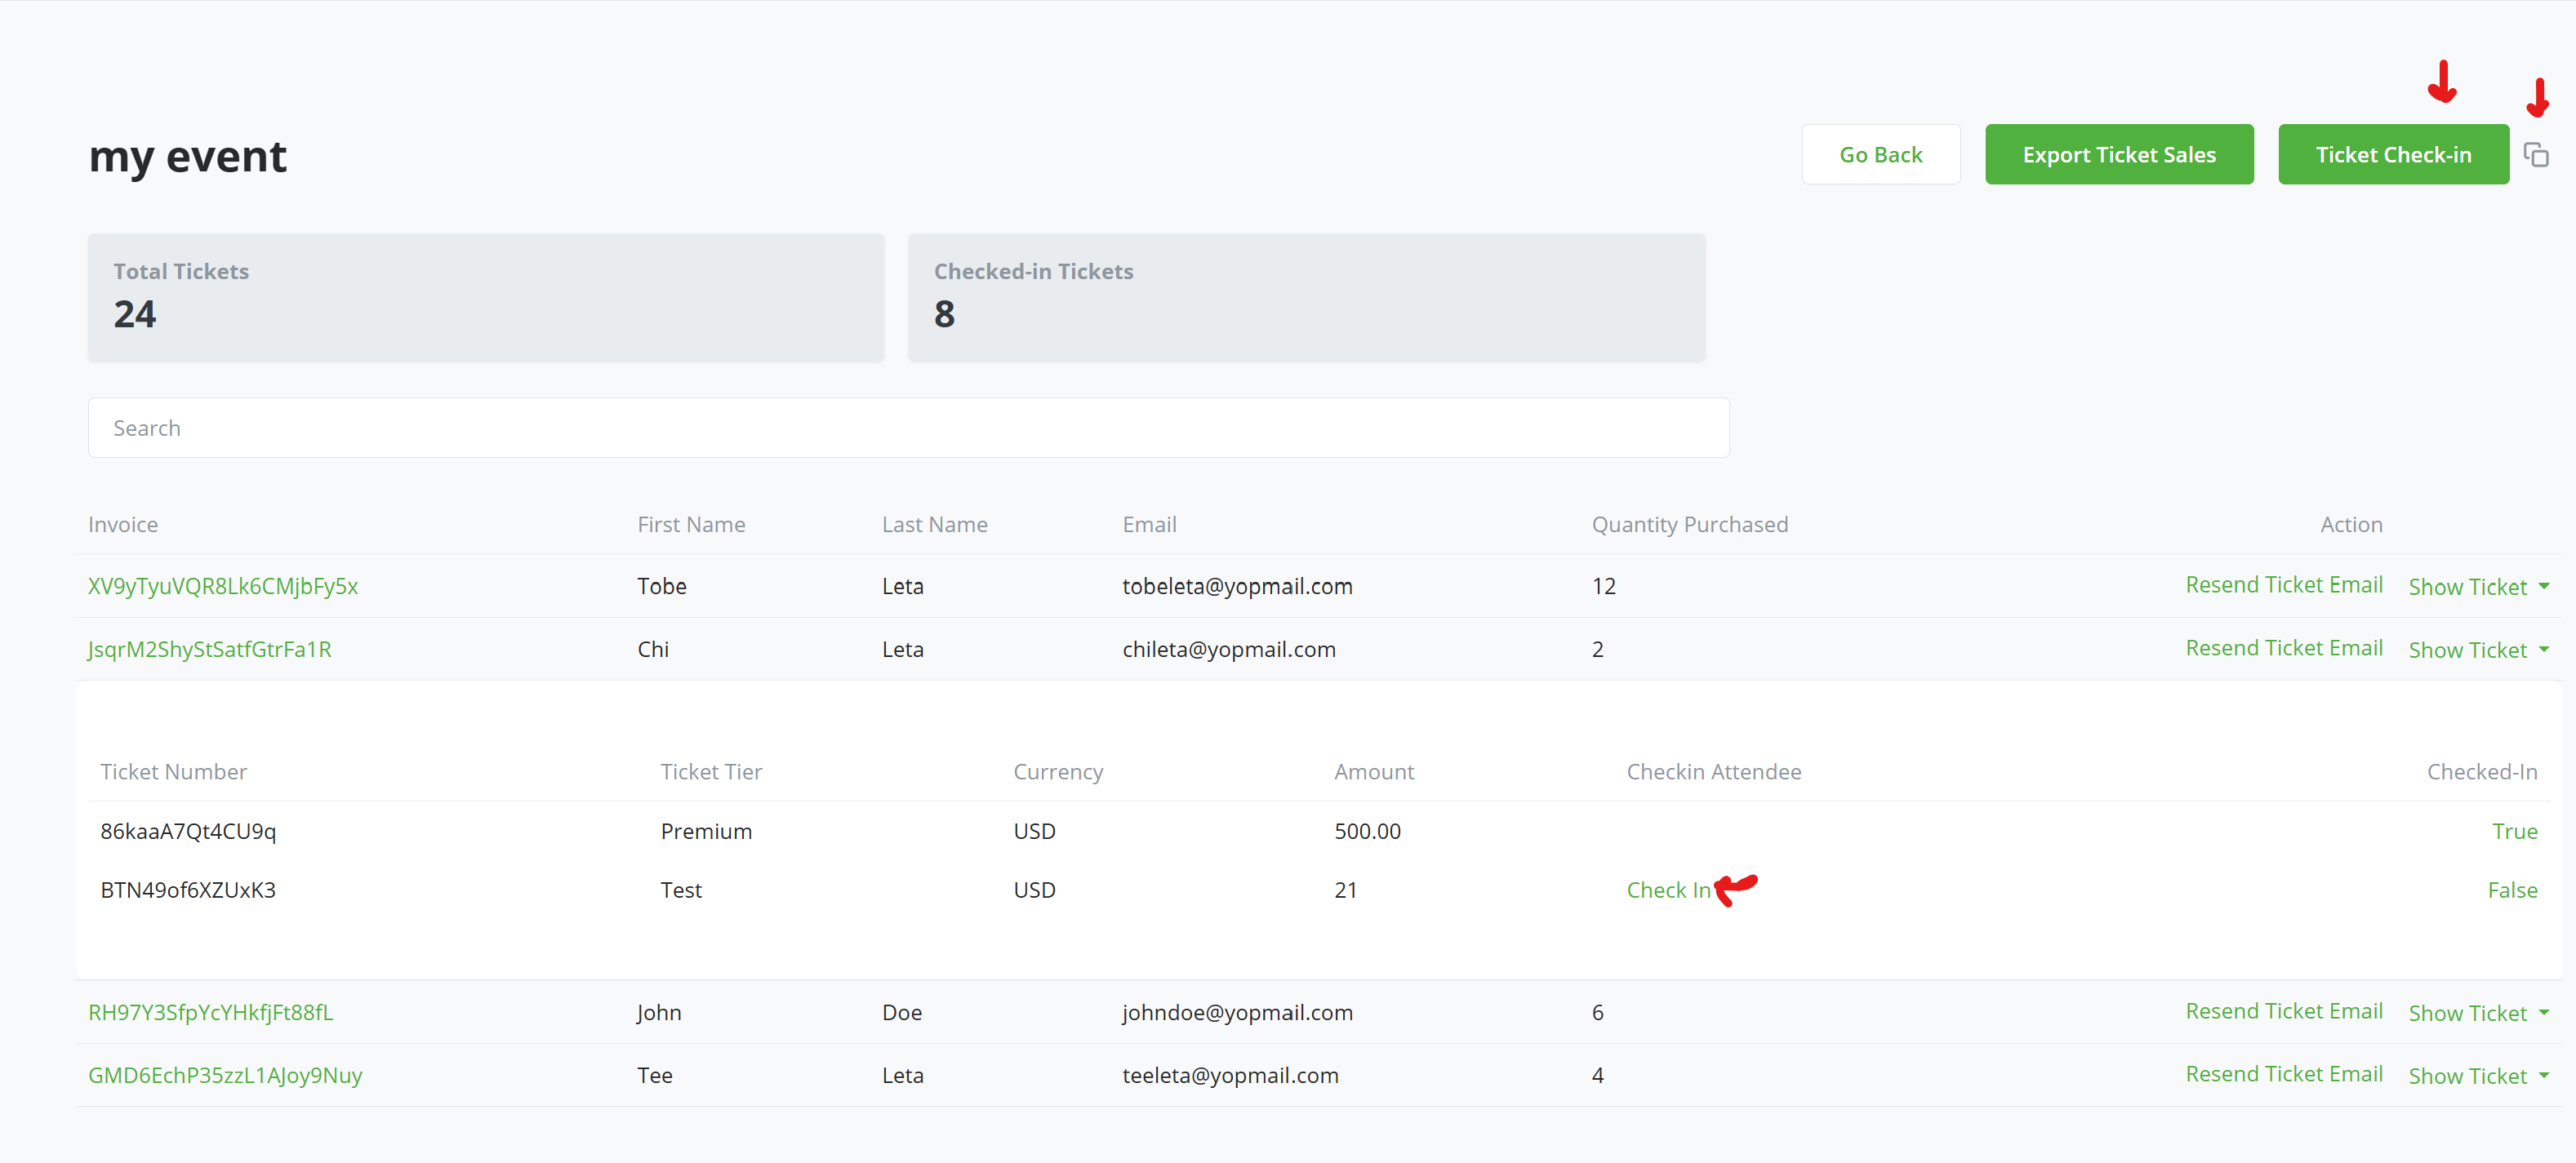 my event
Go Back
Export Ticket Sales
Ticket Check-in
Total Tickets
24
Checked-in Tickets
8
Search
Invoice First Name Last Name Email Quantity Purchased Action
XV9yTyuVQR8Lk6CMjbFy5x Tobe Leta tobeleta@yopmail.com 12 Resend Ticket Email Show Ticket
JsqrM2ShyStSatfGtrFa1R Chi Leta chileta@yopmail.com 2 Resend Ticket Email Show Ticket
Ticket Number Ticket Tier Currency Amount Checkin Attendee Checked-In
86kaaA7Qt4CU9q Premium USD 500.00 True
BTN49of6XZUxK3 Test USD 21 Check In False
RH97Y3SfpYcYHkfjFt88fL John Doe johndoe@yopmail.com 6 Resend Ticket Email Show Ticket
GMD6EchP35zzL1AJoy9Nuy Tee Leta teeleta@yopmail.com 4 Resend Ticket Email Show Ticket